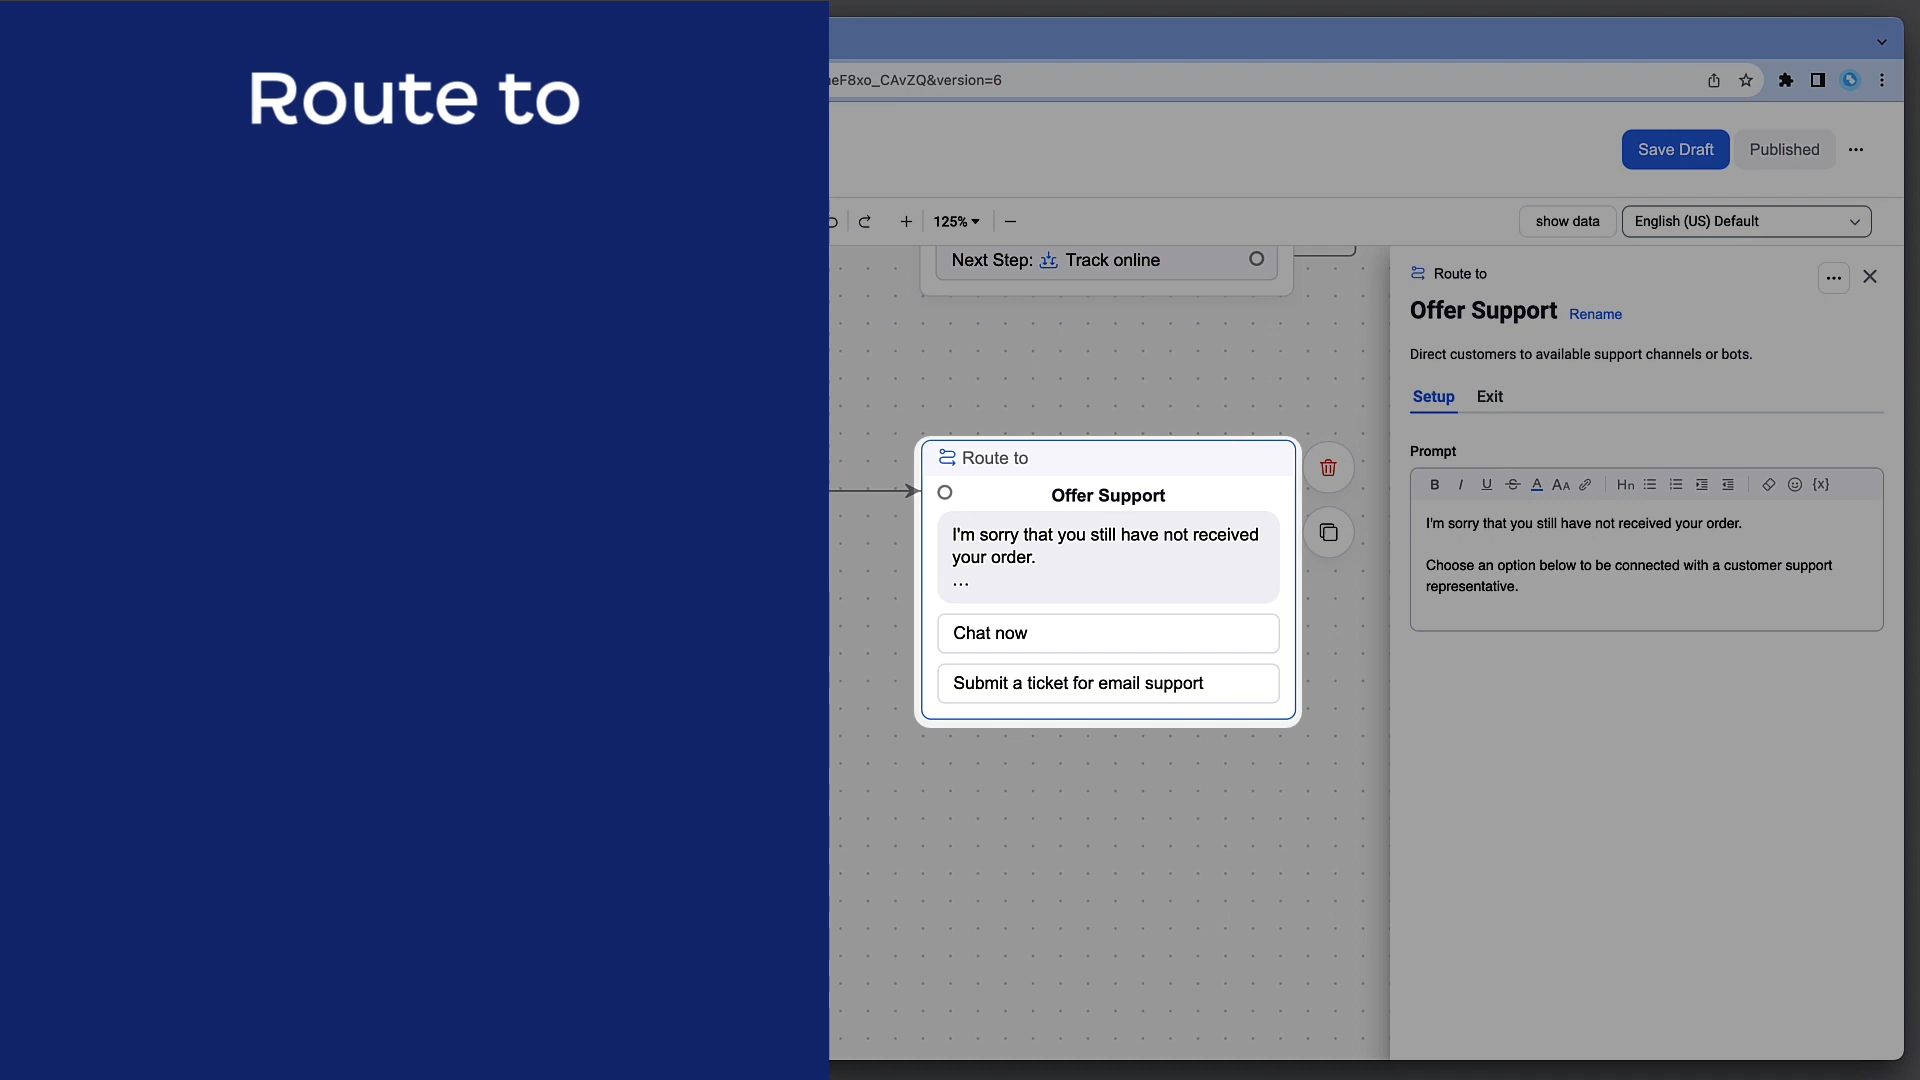 Route to
neF8xo_CAvZQ&version=6
Save Draft
Published
125%
show data
English (US) Default
Next Step: Track online
Route to
Offer Support
I'm sorry that you still have not received
your order.
...
Chat now
Submit a ticket for email support
Route to
Offer Support Rename
Direct customers to available support channels or bots.
Setup Exit
Prompt
B I U S A AA Hn {x}
I'm sorry that you still have not received your order.
Choose an option below to be connected with a customer support
representative.